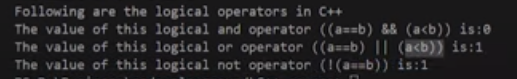 Following are the logical operators in C++
The value of this logical and operator ((a==b) && (a<b)) is:0
The value of this logical or operator ((a==b) || (a<b)) is:1
The value of this logical not operator (!(a==b)) is:1